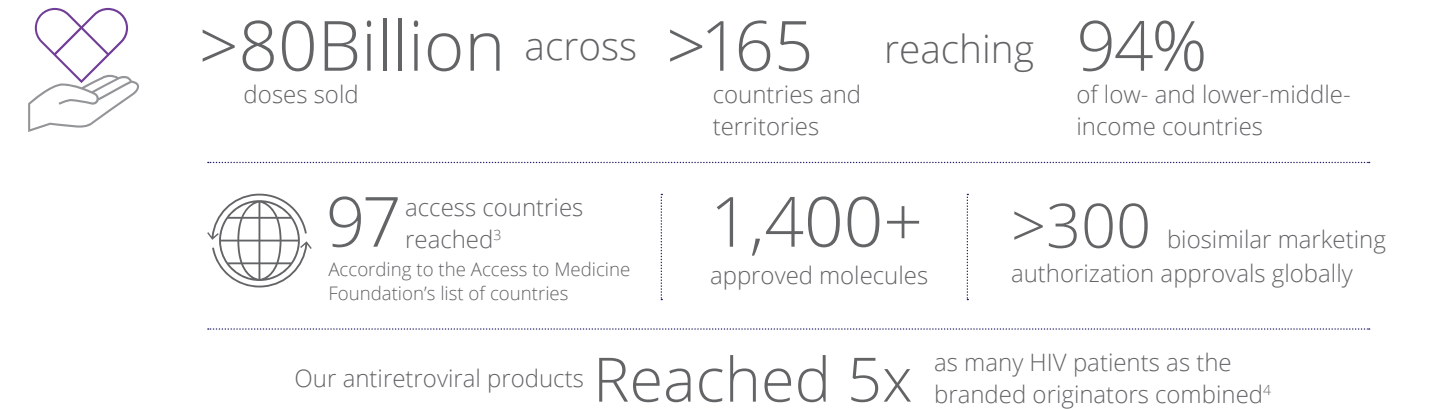 >80Billion across >165 reaching 94%
doses sold
countries and
territories
of low- and lower-middle-
income countries
97 access countries
reached³
According to the Access to Medicine
Foundation’s list of countries
1,400+
approved molecules
>300 biosimilar marketing
authorization approvals globally
Our antiretroviral products Reached 5x as many HIV patients as the
branded originators combined⁴